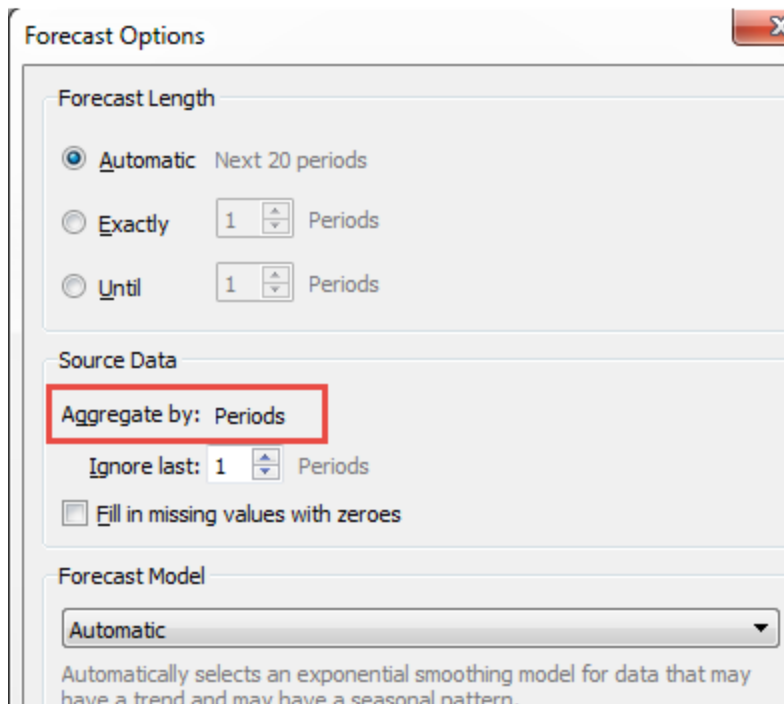 Forecast Options
Forecast Length
Automatic Next 20 periods
Exactly 1 Periods
Until 1 Periods
Source Data
Aggregate by: Periods
Ignore last: 1 Periods
Fill in missing values with zeroes
Forecast Model
Automatic
Automatically selects an exponential smoothing model for data that may
have a trend and may have a seasonal pattern.